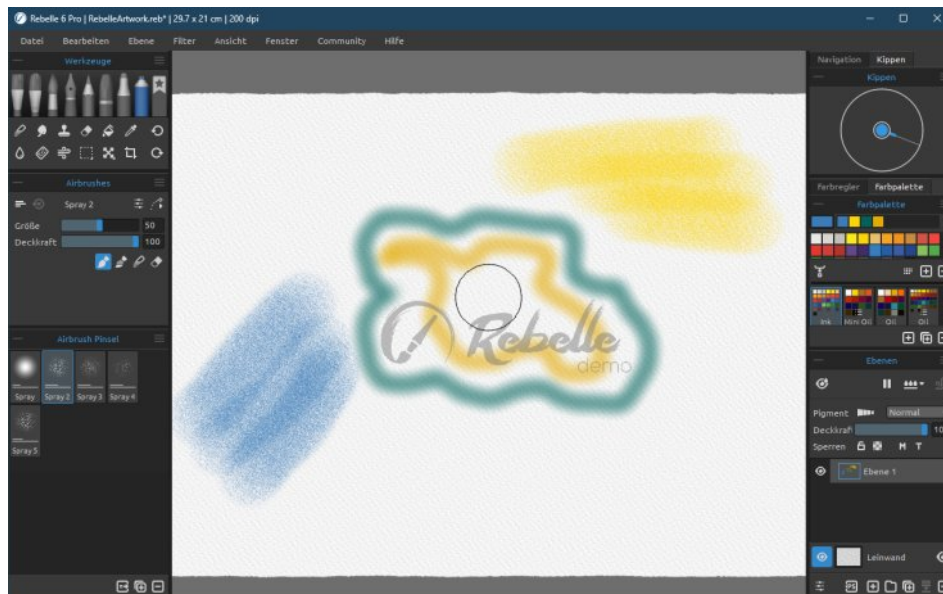 Rebelle 6 Pro | RebelleArtwork.reb* | 29.7 x 21 cm | 200 dpi
Datei Bearbeiten Ebene Filter Ansicht Fenster Community Hilfe
Werkzeuge
Airbrushes
Spray 2
Größe 50
Deckkraft 100
Airbrush Pinsel
Spray Spray 2 Spray 3 Spray 4
Spray 5
Rebelle
demo
Navigation Kippen
Kippen
Farbregler Farbpalette
Farbpalette
Ink Mini Oil Oil Oil
Ebenen
Pigment Normal
Deckkraft 10
Sperren M T
Ebene 1
Leinwand